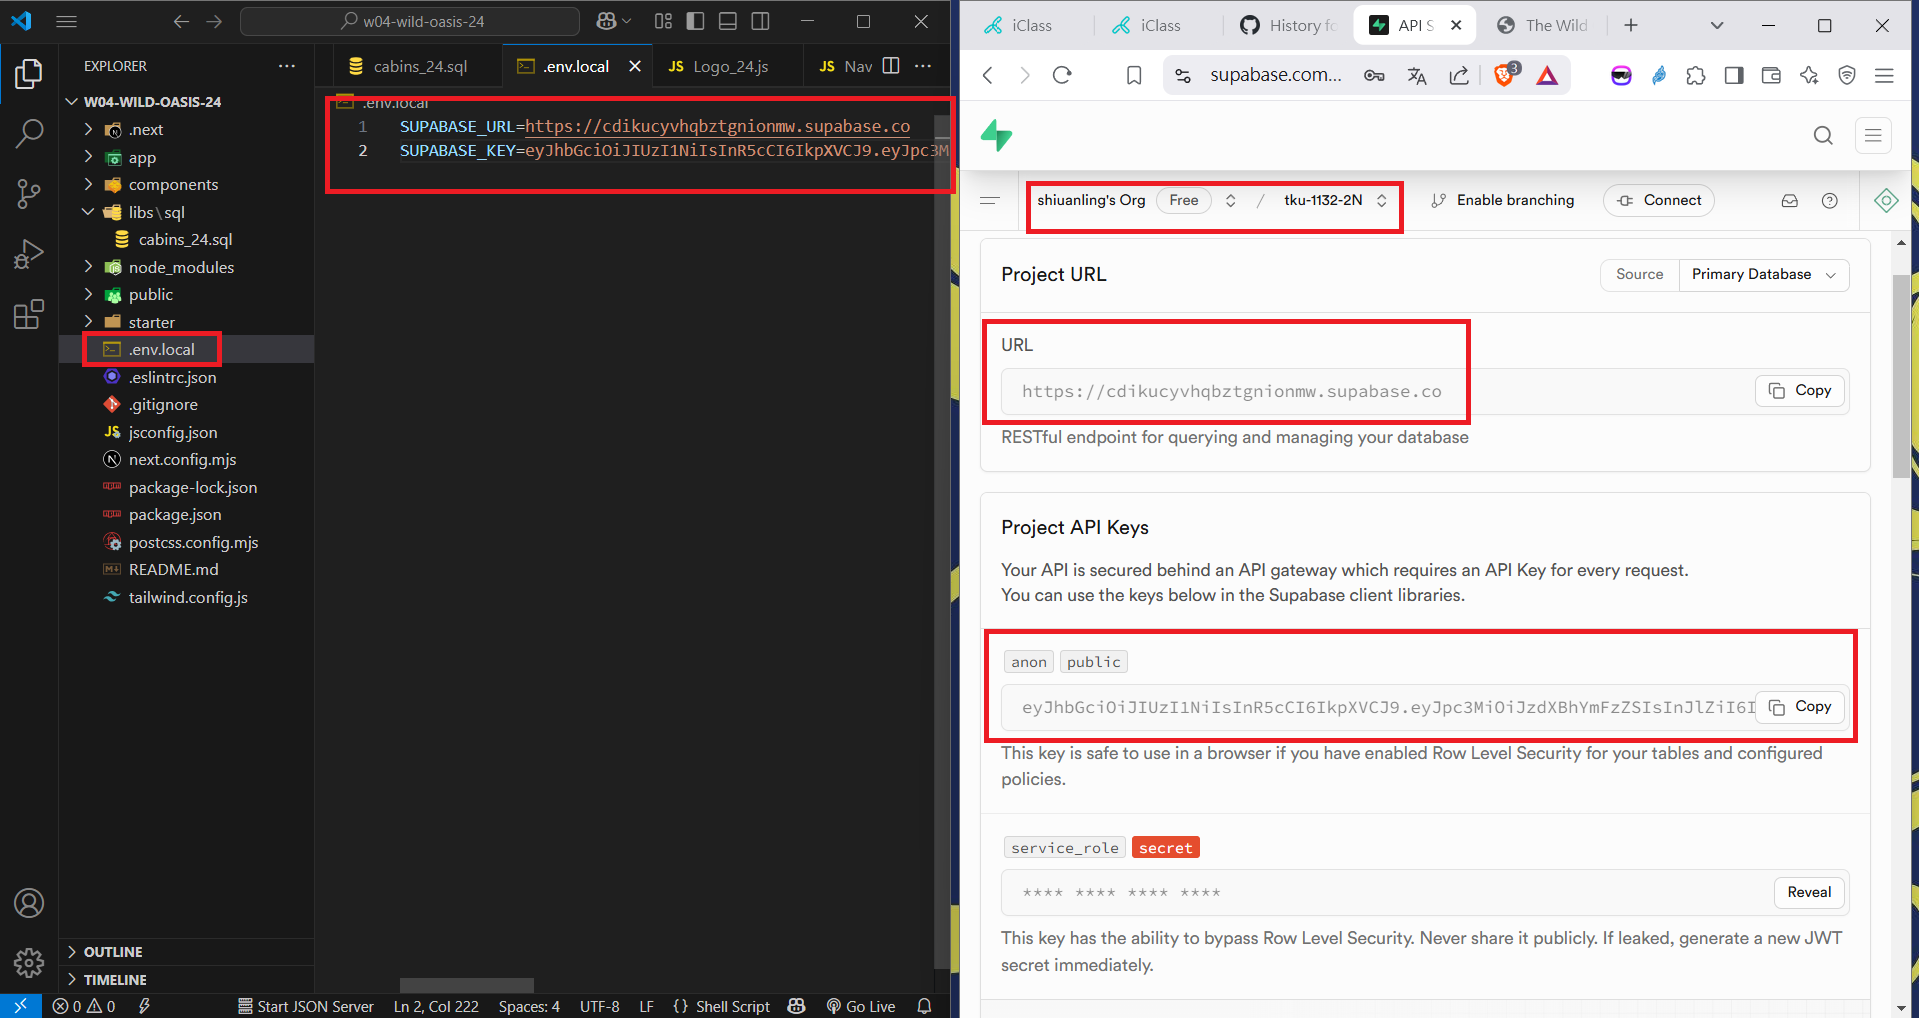 w04-wild-oasis-24
EXPLORER
W04-WILD-OASIS-24
.next
app
components
libs\sql
cabins_24.sql
node_modules
public
starter
.env.local
.eslintrc.json
.gitignore
jsconfig.json
next.config.mjs
package-lock.json
package.json
postcss.config.mjs
README.md
tailwind.config.js
OUTLINE
TIMELINE
cabins_24.sql
.env.local
JS Logo_24.js
JS Nav
.env.local
1 SUPABASE_URL=https://cdikucyvhqbztgnionmw.supabase.co
2 SUPABASE_KEY=eyJhbGciOiJIUzI1NiIsInR5cCI6IkpXVCJ9.eyJpc3M
0 0 Start JSON Server Ln 2, Col 222 Spaces: 4 UTF-8 LF {} Shell Script Go Live
iClass
iClass
History fo
API S
The Wild
supabase.com...
3
shiuanling's Org Free / tku-1132-2N Enable branching Connect
Project URL
Source Primary Database
URL
https://cdikucyvhqbztgnionmw.supabase.co Copy
RESTful endpoint for querying and managing your database
Project API Keys
Your API is secured behind an API gateway which requires an API Key for every request.
You can use the keys below in the Supabase client libraries.
anon public
eyJhbGciOiJIUzI1NiIsInR5cCI6IkpXVCJ9.eyJpc3MiOiJzdXBhYmFzZSIsInJlZiI6I Copy
This key is safe to use in a browser if you have enabled Row Level Security for your tables and configured
policies.
service_role secret
**** **** **** **** Reveal
This key has the ability to bypass Row Level Security. Never share it publicly. If leaked, generate a new JWT
secret immediately.